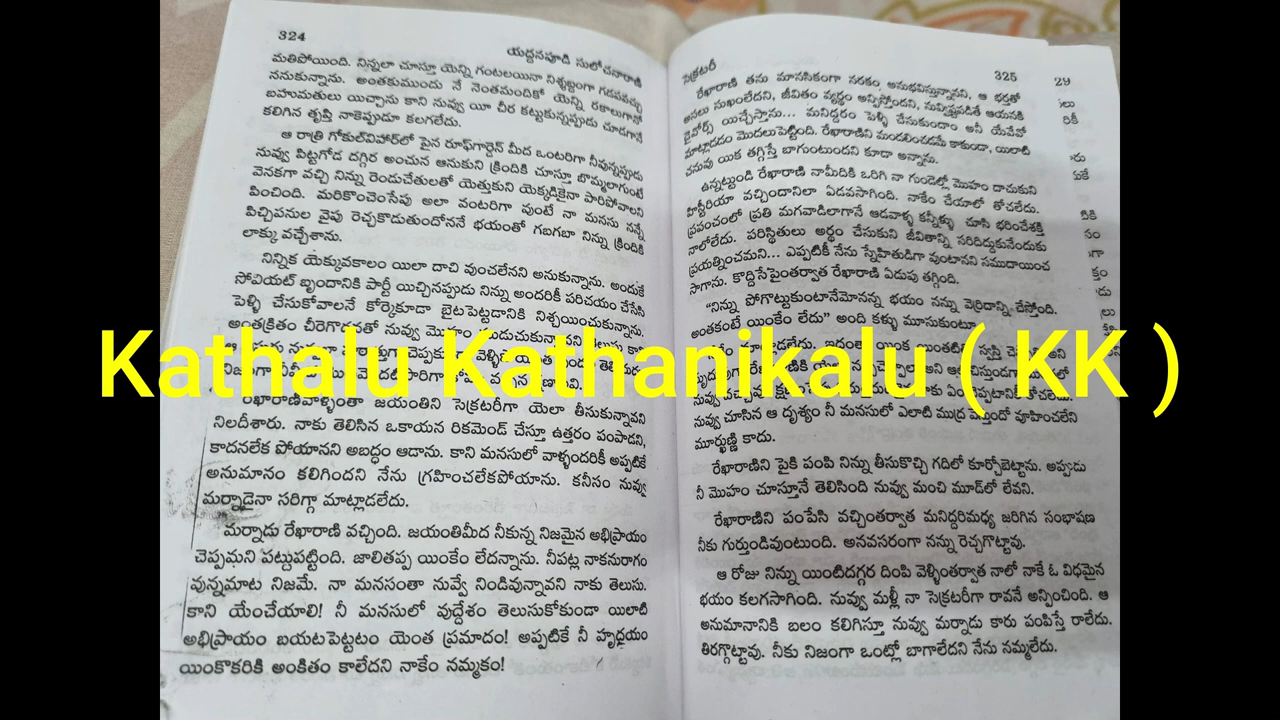 324
యద్దనపూడి సులోచనారాణి
మతిపోయింది. నిన్నలా చూస్తూ యెన్ని గంటలయినా నిశ్శబ్దంగా గడపవచ్చు
ననుకున్నాను. అంతకుముందు నే నెంతమందికో యెన్ని రకాలుగానో
బహుమతులు యిచ్చాను కాని నువ్వు యీ చీర కట్టుకున్నప్పుడు చూడగానే
కలిగిన తృప్తి నాకెప్పుడూ కలగలేదు.
ఆ రాత్రి గోకుల్‌విహార్‌లో పైన రూఫ్‌గార్డెన్ మీద ఒంటరిగా నీవున్నప్పుడు
నువ్వు పిట్టగోడ దగ్గిర అంచున ఆనుకుని క్రిందికి చూస్తూ బొమ్మలాగుంటే
వెనకగా వచ్చి నిన్ను రెండుచేతులతో యెత్తుకుని యెక్కడికైనా పారిపోవాలని
పించింది. మరికొంచెంసేపు అలా వంటరిగా వుంటే నా మనసు నన్నే
పిచ్చిపనుల వైపు రెచ్చకొడుతుందోననే భయంతో గబగబా నిన్ను క్రిందికి
లాక్కువచ్చేశాను.
నిన్నిక యెక్కువకాలం యిలా దాచి వుంచలేనని అనుకున్నాను. అందుకే
సోవియట్ బృందానికి పార్టీ యిచ్చినప్పుడు నిన్ను అందరికీ పరిచయం చేసేసి
పెళ్ళి చేసుకోవాలనే కోర్కెకూడా బైటపెట్టడానికి నిశ్చయించుకున్నాను.
నువ్వు
రేఖారాణివాళ్ళంతా జయంతిని సెక్రటరీగా యెలా తీసుకున్నావని
నిలదీశారు. నాకు తెలిసిన ఒకాయన రికమెండ్ చేస్తూ ఉత్తరం పంపాడని,
కాదనలేక పోయానని అబద్ధం ఆడాను. కాని మనసులో వాళ్ళందరికీ అప్పటికే
అనుమానం కలిగిందని నేను గ్రహించలేకపోయాను. కనీసం నువ్వు
మర్నాడైనా సరిగ్గా మాట్లాడలేదు.
మర్నాడు రేఖారాణి వచ్చింది. జయంతిమీద నీకున్న నిజమైన అభిప్రాయం
చెప్పమని పట్టుపట్టింది. జాలితప్ప యింకేం లేదన్నాను. నీపట్ల నాకనురాగం
వున్నమాట నిజమే. నా మనసంతా నువ్వే నిండివున్నావని నాకు తెలుసు.
కాని యేంచేయాలి! నీ మనసులో వుద్దేశం తెలుసుకోకుండా యిలాటి
అభిప్రాయం బయటపెట్టటం యెంత ప్రమాదం! అప్పటికే నీ హృదయం
యింకొకరికి అంకితం కాలేదని నాకేం నమ్మకం!
సెక్రటరీ
325
రేఖారాణి తను మానసికంగా నరకం అనుభవిస్తున్నానని, ఆ భర్తతో
అసలు సుఖంలేదని, జీవితం వ్యర్థం అన్పిస్తోందని, నువ్విష్టపడితే ఆయనకి
డైవోర్స్ యిచ్చేస్తాను... మనిద్దరం పెళ్ళి చేసుకుందాం అనీ యేవేవో
మాట్లాడడం మొదలుపెట్టింది. రేఖారాణిని మందలించడమే కాకుండా, యిలాటి
చనువు యిక తగ్గిస్తే బాగుంటుందని కూడా అన్నాను.
ఉన్నట్టుండి రేఖారాణి నామీదికి ఒరిగి నా గుండెల్లో మొహం దాచుకుని
హిస్టీరియా వచ్చిందానిలా ఏడవసాగింది. నాకేం చేయాలో తోచలేదు.
ప్రపంచంలో ప్రతి మగవాడిలాగానే ఆడవాళ్ళ కన్నీళ్ళు చూసి భరించేశక్తి
నాలోలేదు. పరిస్థితులు అర్థం చేసుకుని జీవితాన్ని సరిదిద్దుకునేందుకు
ప్రయత్నించమని... ఎప్పటికీ నేను స్నేహితుడిగా వుంటానని సముదాయించ
సాగాను. కొద్దిసేపైంతర్వాత రేఖారాణి ఏడుపు తగ్గింది.
"నిన్ను పోగొట్టుకుంటానేమోనన్న భయం నన్ను వెర్రిదాన్ని చేస్తోంది.
అంతకంటే యింకేం లేదు" అంది కళ్ళు మూసుకుంటూ.
Kathalu Kathanikalu ( KK )
నువ్వు చూసిన ఆ దృశ్యం నీ మనసులో ఎలాటి ముద్ర వేస్తుందో వూహించలేని
మూర్ఖుణ్ణి కాదు.
రేఖారాణిని పైకి పంపి నిన్ను తీసుకొచ్చి గదిలో కూర్చోబెట్టాను. అప్పుడు
నీ మొహం చూస్తూనే తెలిసింది నువ్వు మంచి మూడ్‌లో లేవని.
రేఖారాణిని పంపేసి వచ్చింతర్వాత మనిద్దరిమధ్య జరిగిన సంభాషణ
నీకు గుర్తుండివుంటుంది. అనవసరంగా నన్ను రెచ్చగొట్టావు.
ఆ రోజు నిన్ను యింటిదగ్గర దింపి వెళ్ళింతర్వాత నాలో నాకే ఓ విధమైన
భయం కలగసాగింది. నువ్వు మల్లీ నా సెక్రటరీగా రావనే అన్పించింది. ఆ
అనుమానానికి బలం కలిగిస్తూ నువ్వు మర్నాడు కారు పంపిస్తే రాలేదు.
తిరగ్గొట్టావు. నీకు నిజంగా ఒంట్లో బాగాలేదని నేను నమ్మలేదు.
29